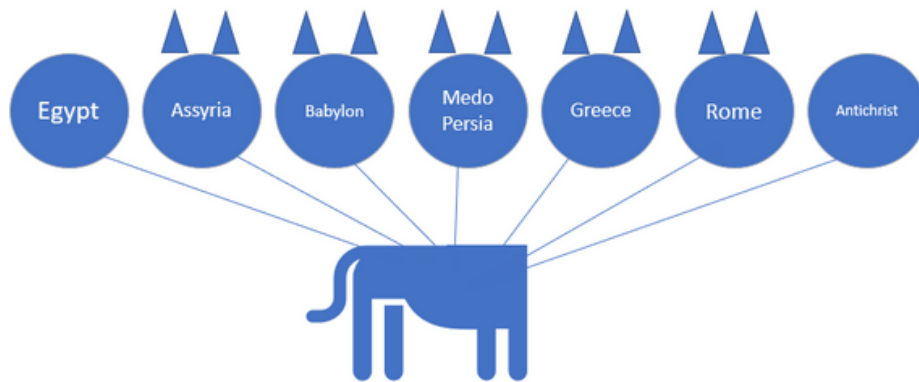 Egypt
Assyria
Babylon
Medo
Persia
Greece
Rome
Antichrist